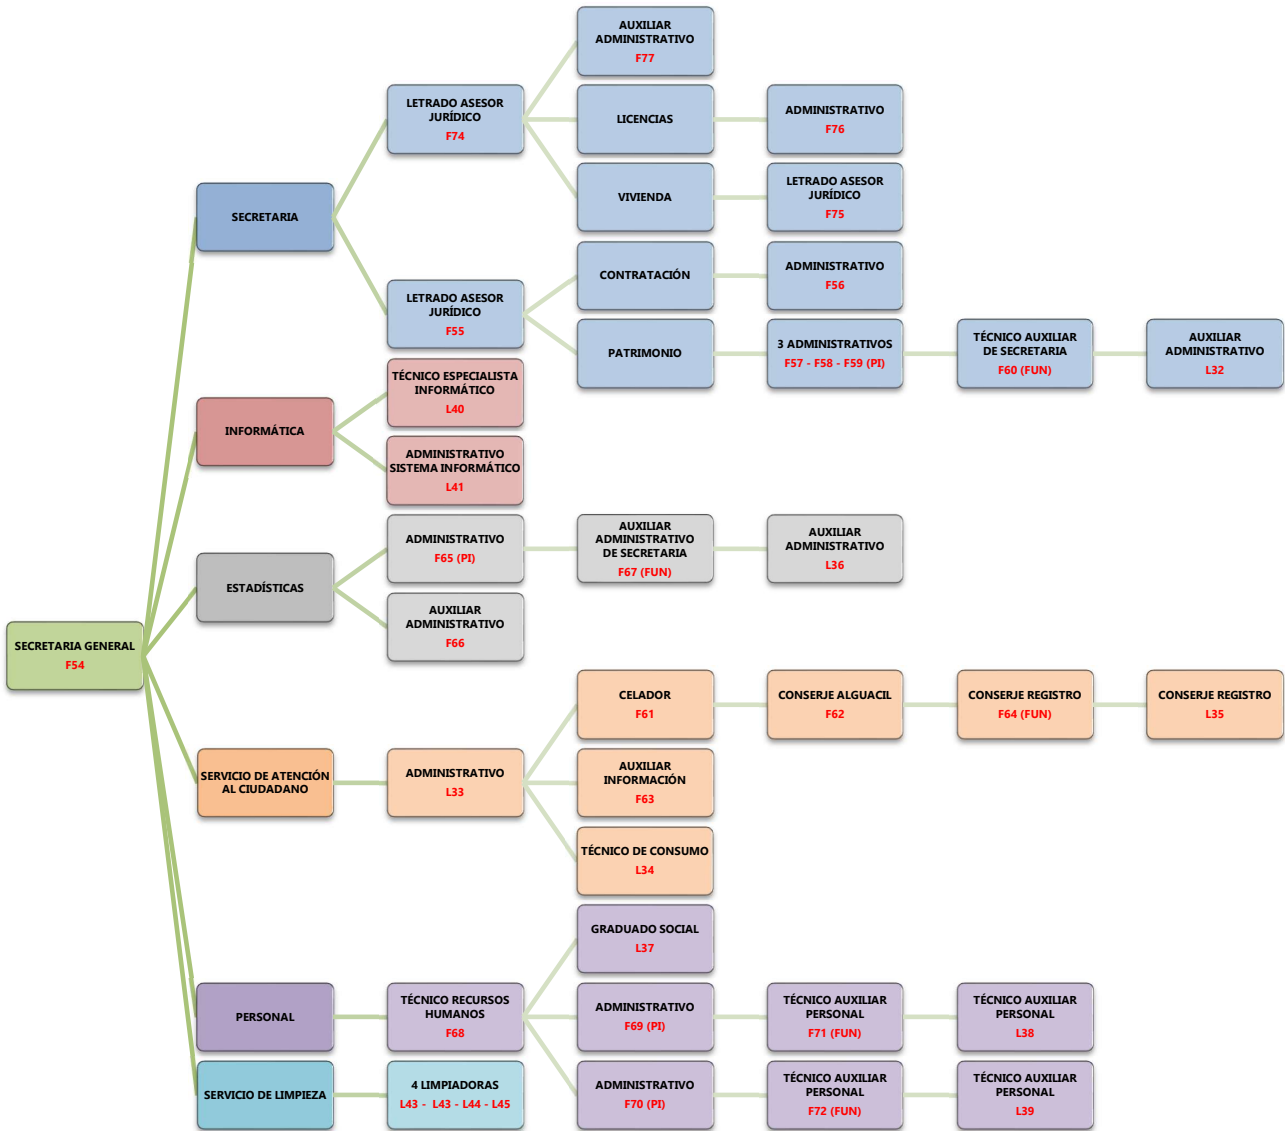 SECRETARIA GENERAL
F54
SECRETARIA
LETRADO ASESOR
JURÍDICO
F74
AUXILIAR
ADMINISTRATIVO
F77
LICENCIAS
ADMINISTRATIVO
F76
VIVIENDA
LETRADO ASESOR
JURÍDICO
F75
LETRADO ASESOR
JURÍDICO
F55
CONTRATACIÓN
ADMINISTRATIVO
F56
PATRIMONIO
3 ADMINISTRATIVOS
F57 - F58 - F59 (PI)
TÉCNICO AUXILIAR
DE SECRETARIA
F60 (FUN)
AUXILIAR
ADMINISTRATIVO
L32
INFORMÁTICA
TÉCNICO ESPECIALISTA
INFORMÁTICO
L40
ADMINISTRATIVO
SISTEMA INFORMÁTICO
L41
ESTADÍSTICAS
ADMINISTRATIVO
F65 (PI)
AUXILIAR
ADMINISTRATIVO
DE SECRETARIA
F67 (FUN)
AUXILIAR
ADMINISTRATIVO
L36
AUXILIAR
ADMINISTRATIVO
F66
SERVICIO DE ATENCIÓN
AL CIUDADANO
ADMINISTRATIVO
L33
CELADOR
F61
CONSERJE ALGUACIL
F62
CONSERJE REGISTRO
F64 (FUN)
CONSERJE REGISTRO
L35
AUXILIAR
INFORMACIÓN
F63
TÉCNICO DE CONSUMO
L34
PERSONAL
TÉCNICO RECURSOS
HUMANOS
F68
GRADUADO SOCIAL
L37
ADMINISTRATIVO
F69 (PI)
TÉCNICO AUXILIAR
PERSONAL
F71 (FUN)
TÉCNICO AUXILIAR
PERSONAL
L38
ADMINISTRATIVO
F70 (PI)
TÉCNICO AUXILIAR
PERSONAL
F72 (FUN)
TÉCNICO AUXILIAR
PERSONAL
L39
SERVICIO DE LIMPIEZA
4 LIMPIADORAS
L43 - L43 - L44 - L45